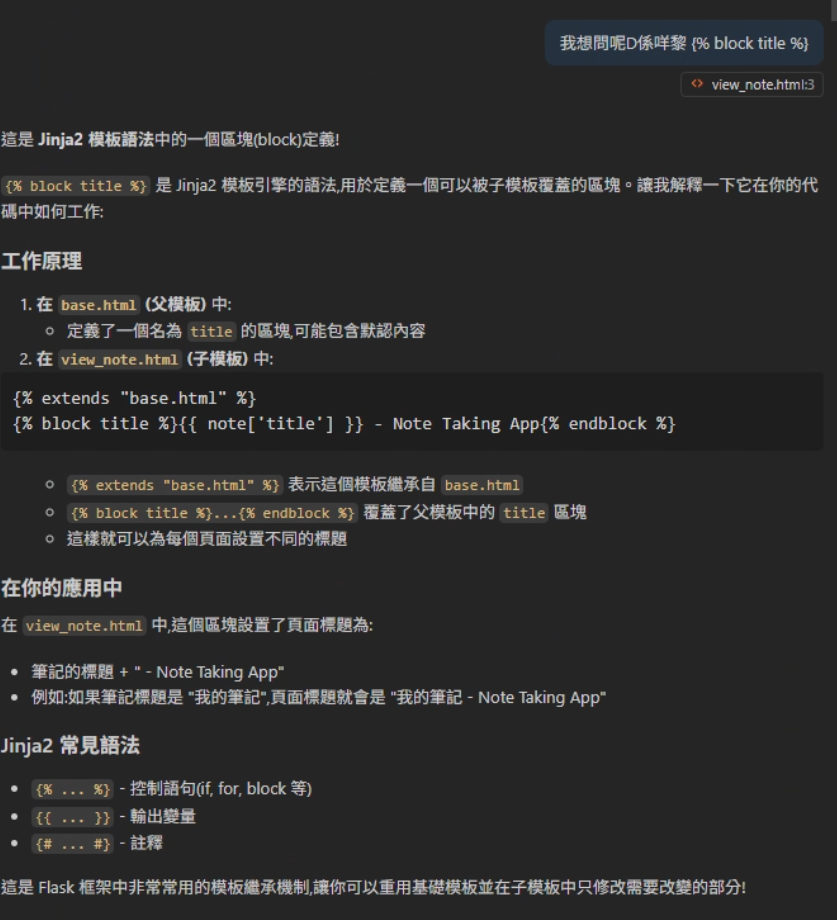 我想問呢D係咩黎 {% block title %}
<> view_note.html:3
這是 Jinja2 模板語法中的一個區塊(block)定義!
{% block title %} 是 Jinja2 模板引擎的語法,用於定義一個可以被子模板覆蓋的區塊。讓我解釋一下它在你的代
碼中如何工作:
工作原理
1. 在 base.html (父模板) 中:
○ 定義了一個名為 title 的區塊,可能包含默認內容
2. 在 view_note.html (子模板) 中:
{% extends "base.html" %}
{% block title %}{{ note['title'] }} - Note Taking App{% endblock %}
○ {% extends "base.html" %} 表示這個模板繼承自 base.html
○ {% block title %}...{% endblock %} 覆蓋了父模板中的 title 區塊
○ 這樣就可以為每個頁面設置不同的標題
在你的應用中
在 view_note.html 中,這個區塊設置了頁面標題為:
• 筆記的標題 + " - Note Taking App"
• 例如:如果筆記標題是 "我的筆記",頁面標題就會是 "我的筆記 - Note Taking App"
Jinja2 常見語法
• {% ... %} - 控制語句(if, for, block 等)
• {{ ... }} - 輸出變量
• {# ... #} - 註釋
這是 Flask 框架中非常常用的模板繼承機制,讓你可以重用基礎模板並在子模板中只修改需要改變的部分!